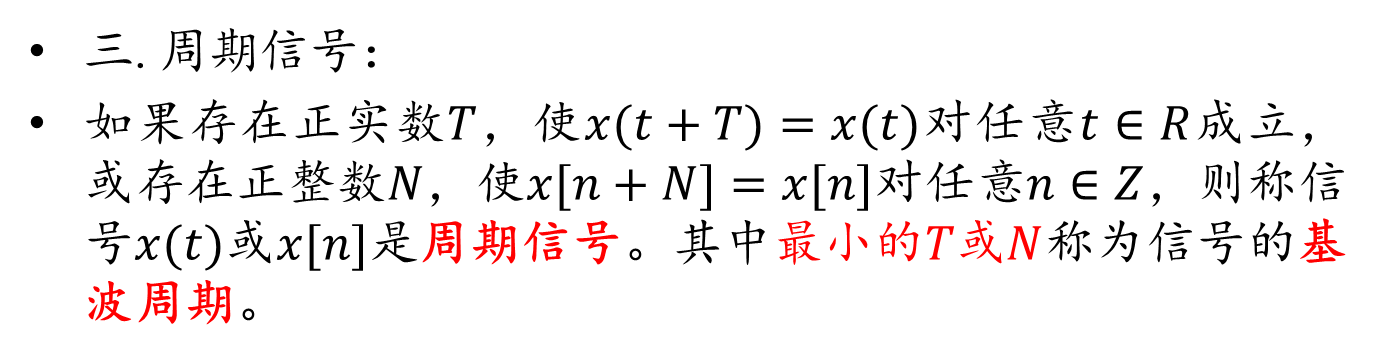 • 三. 周期信号：
• 如果存在正实数T，使x(t + T) = x(t)对任意t ∈ R成立，
或存在正整数N，使x[n + N] = x[n]对任意n ∈ Z，则称信
号x(t)或x[n]是周期信号。其中最小的T或N称为信号的基
波周期。